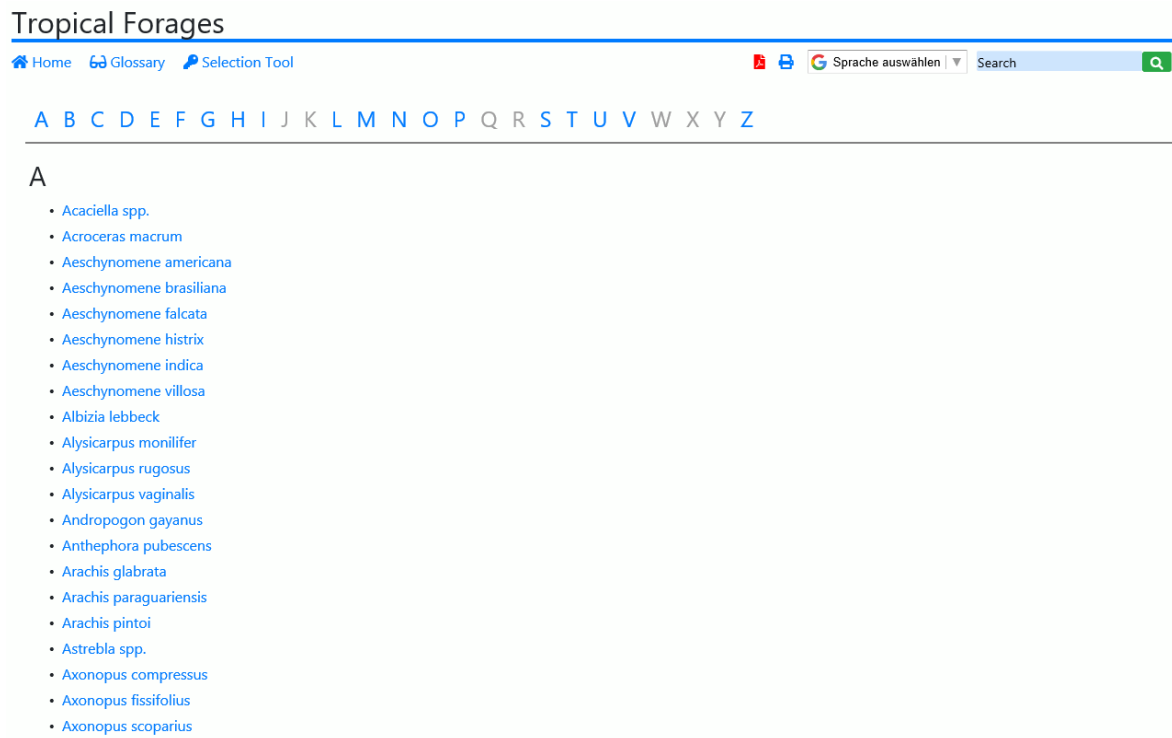 Tropical Forages
Home Glossary Selection Tool Sprache auswählen ▼ Search
A B C D E F G H I J K L M N O P Q R S T U V W X Y Z
A
• Acaciella spp.
• Acroceras macrum
• Aeschynomene americana
• Aeschynomene brasiliana
• Aeschynomene falcata
• Aeschynomene histrix
• Aeschynomene indica
• Aeschynomene villosa
• Albizia lebbeck
• Alysicarpus monilifer
• Alysicarpus rugosus
• Alysicarpus vaginalis
• Andropogon gayanus
• Anthephora pubescens
• Arachis glabrata
• Arachis paraguariensis
• Arachis pintoi
• Astrebla spp.
• Axonopus compressus
• Axonopus fissifolius
• Axonopus scoparius